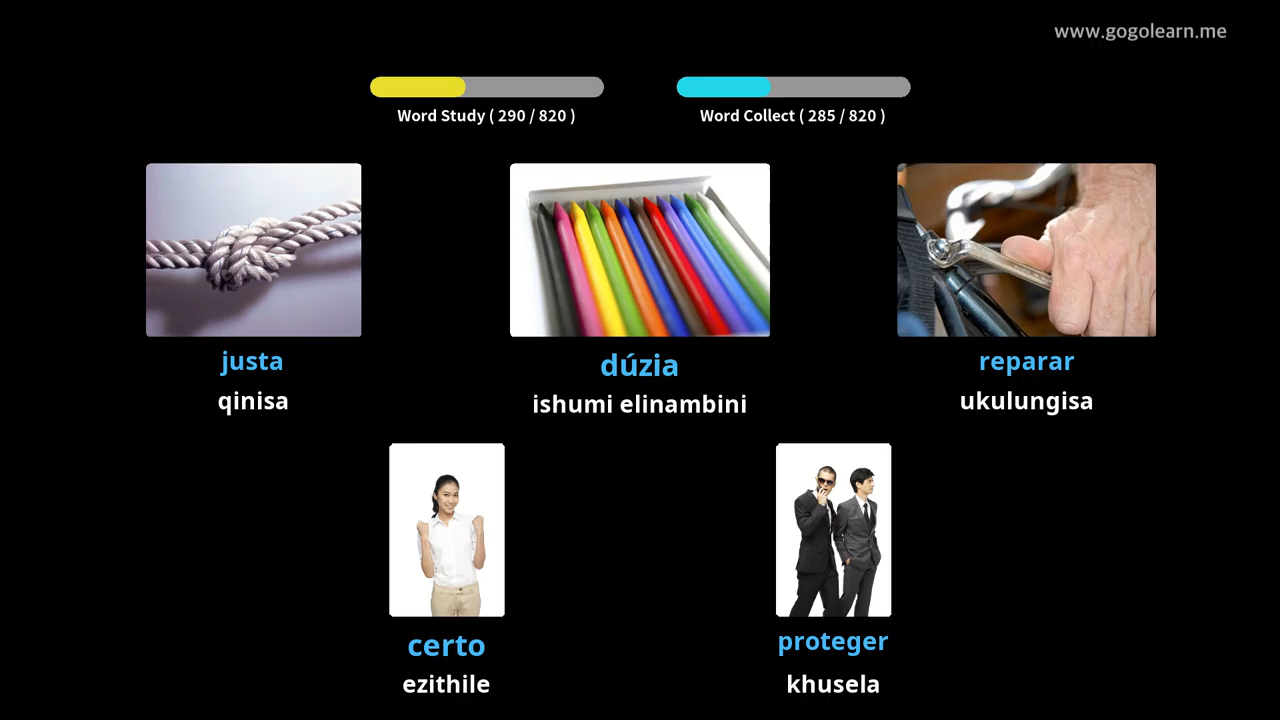 www.gogolearn.me
Word Study ( 290 / 820 )
Word Collect ( 285 / 820 )
justa
qinisa
dúzia
ishumi elinambini
reparar
ukulungisa
certo
ezithile
proteger
khusela